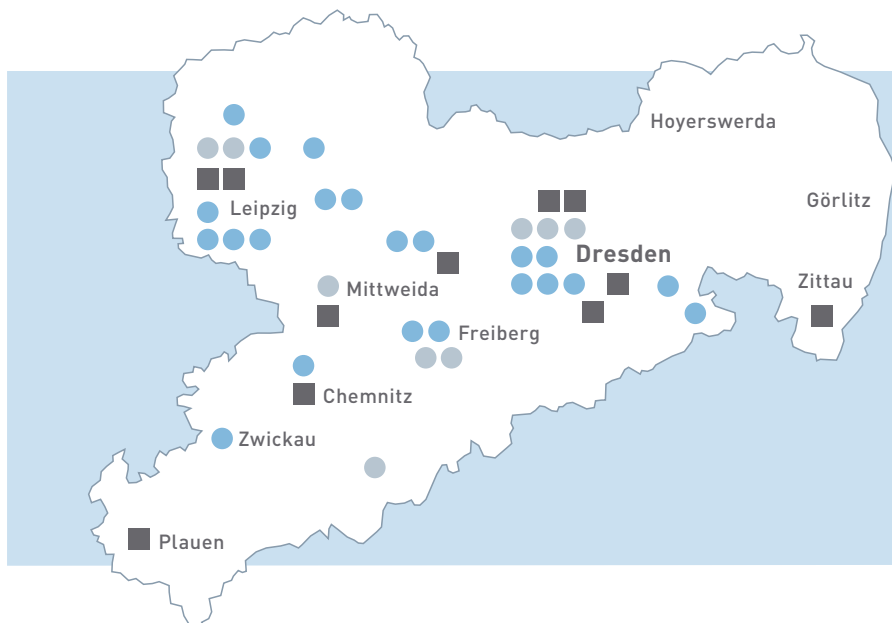 Hoyerswerda
Görlitz
Leipzig
Dresden
Zittau
Mittweida
Freiberg
Chemnitz
Zwickau
Plauen